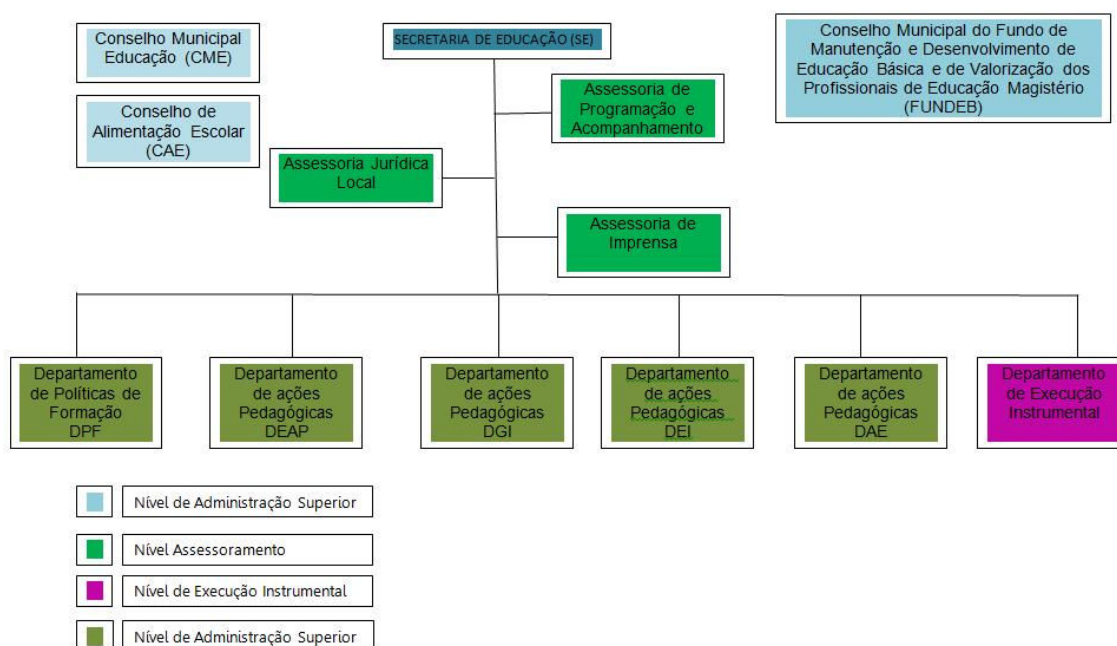 Conselho Municipal
Educação (CME)
Conselho de
Alimentação Escolar
(CAE)
SECRETARIA DE EDUCAÇÃO (SE)
Conselho Municipal do Fundo de
Manutenção e Desenvolvimento de
Educação Básica e de Valorização dos
Profissionais de Educação Magistério
(FUNDEB)
Assessoria de
Programação e
Acompanhamento
Assessoria Jurídica
Local
Assessoria de
Imprensa
Departamento
de Políticas de
Formação
DPF
Departamento
de ações
Pedagógicas
DEAP
Departamento
de ações
Pedagógicas
DGI
Departamento
de ações
Pedagógicas
DEI
Departamento
de ações
Pedagógicas
DAE
Departamento
de Execução
Instrumental
Nível de Administração Superior
Nível Assessoramento
Nível de Execução Instrumental
Nível de Administração Superior